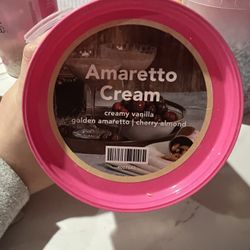 Amaretto
Cream
creamy vanilla
golden amaretto | cherry almond